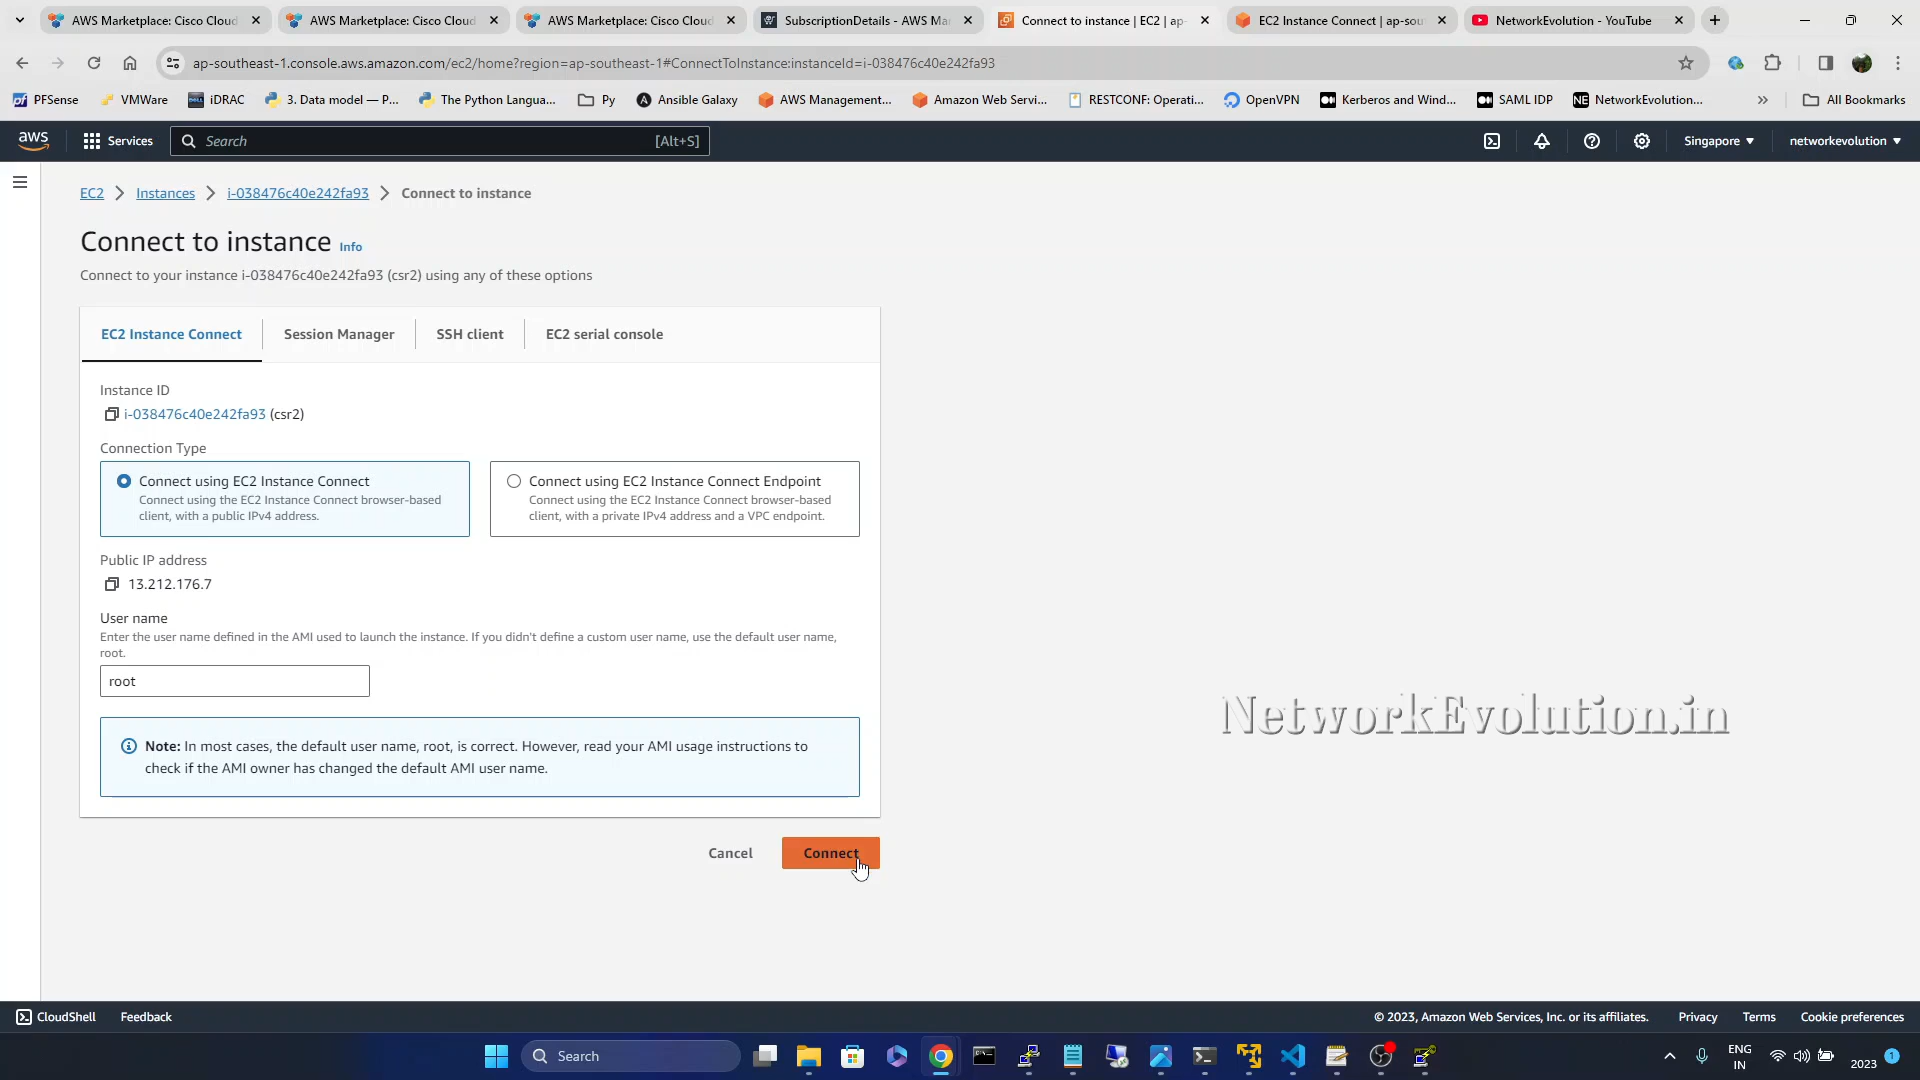 AWS Marketplace: Cisco Cloud
AWS Marketplace: Cisco Cloud
AWS Marketplace: Cisco Cloud
SubscriptionDetails - AWS Ma
Connect to instance | EC2 | ap-
EC2 Instance Connect | ap-sou
NetworkEvolution - YouTube
ap-southeast-1.console.aws.amazon.com/ec2/home?region=ap-southeast-1#ConnectToInstance:instanceId=i-038476c40e242fa93
PFSense
VMWare
iDRAC
3. Data model — P...
The Python Langua...
Py
Ansible Galaxy
AWS Management...
Amazon Web Servi...
RESTCONF: Operati...
OpenVPN
Kerberos and Wind...
SAML IDP
NetworkEvolution...
All Bookmarks
aws
Services
Search
[Alt+S]
Singapore
networkevolution
EC2
Instances
i-038476c40e242fa93
Connect to instance
Connect to instance Info
Connect to your instance i-038476c40e242fa93 (csr2) using any of these options
EC2 Instance Connect
Session Manager
SSH client
EC2 serial console
Instance ID
i-038476c40e242fa93 (csr2)
Connection Type
Connect using EC2 Instance Connect
Connect using the EC2 Instance Connect browser-based
client, with a public IPv4 address.
Connect using EC2 Instance Connect Endpoint
Connect using the EC2 Instance Connect browser-based
client, with a private IPv4 address and a VPC endpoint.
Public IP address
13.212.176.7
User name
Enter the user name defined in the AMI used to launch the instance. If you didn't define a custom user name, use the default user name,
root.
root
Note: In most cases, the default user name, root, is correct. However, read your AMI usage instructions to
check if the AMI owner has changed the default AMI user name.
Cancel
Connect
NetworkEvolution.in
CloudShell
Feedback
© 2023, Amazon Web Services, Inc. or its affiliates.
Privacy
Terms
Cookie preferences
Search
ENG
IN
2023
1